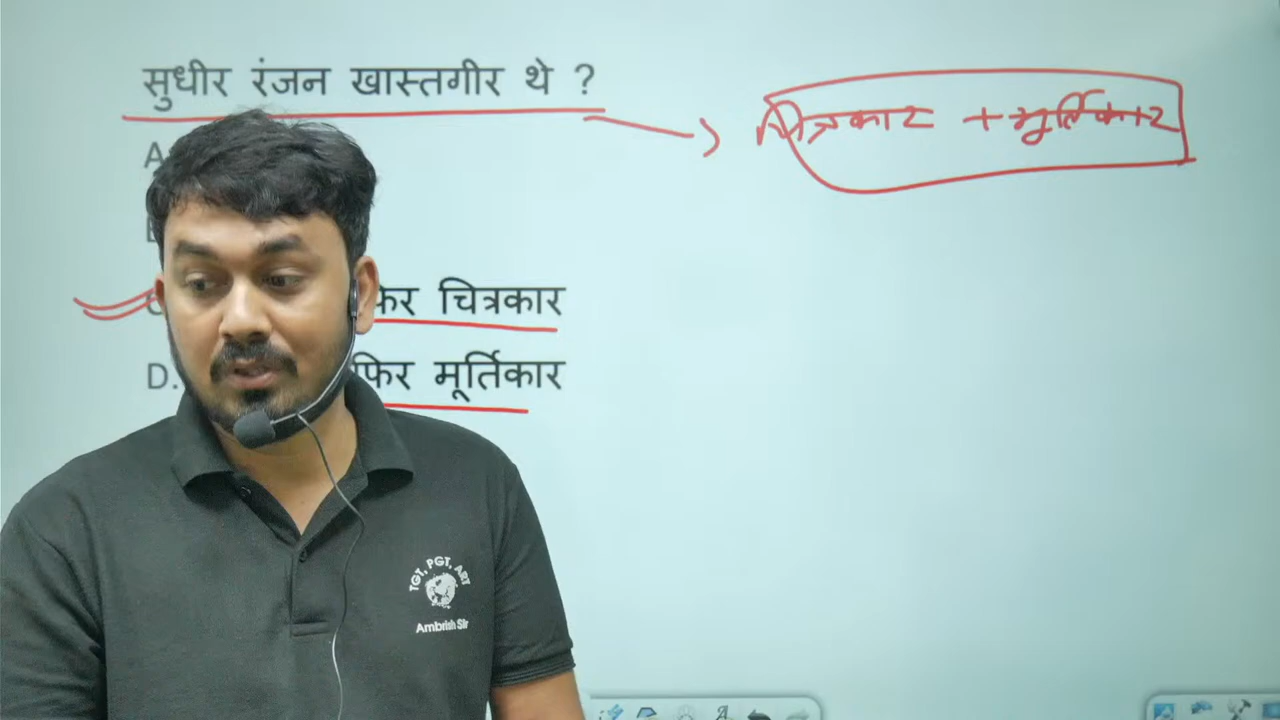 सुधीर रंजन खास्तगीर थे ?
चित्रकार + मूर्तिकार
A
फिर चित्रकार
D. फिर मूर्तिकार
TGT, PGT, ART
Ambrish Sir